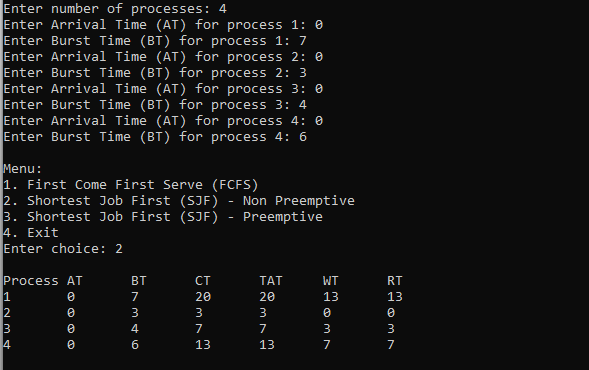 Enter number of processes: 4
Enter Arrival Time (AT) for process 1: 0
Enter Burst Time (BT) for process 1: 7
Enter Arrival Time (AT) for process 2: 0
Enter Burst Time (BT) for process 2: 3
Enter Arrival Time (AT) for process 3: 0
Enter Burst Time (BT) for process 3: 4
Enter Arrival Time (AT) for process 4: 0
Enter Burst Time (BT) for process 4: 6

Menu:
1. First Come First Serve (FCFS)
2. Shortest Job First (SJF) - Non Preemptive
3. Shortest Job First (SJF) - Preemptive
4. Exit
Enter choice: 2

Process AT      BT      CT      TAT     WT      RT
1       0       7       20      20      13      13
2       0       3       3       3       0       0
3       0       4       7       7       3       3
4       0       6       13      13      7       7